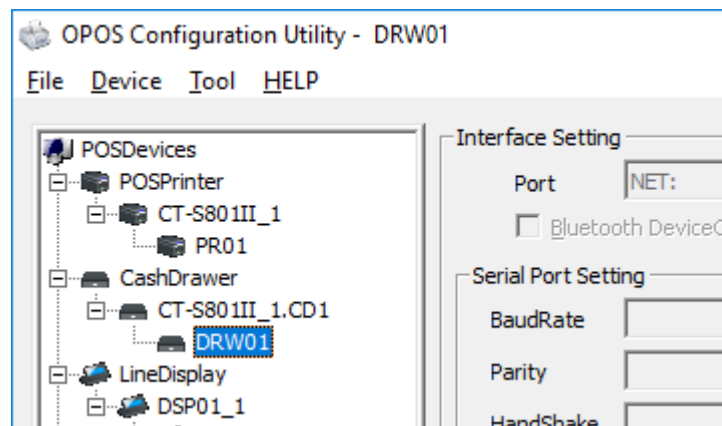 OPOS Configuration Utility - DRW01
File Device Tool HELP
POSDevices
POSPrinter
CT-S801II_1
PR01
CashDrawer
CT-S801II_1.CD1
DRW01
LineDisplay
DSP01_1
Interface Setting
Port NET:
Bluetooth Device
Serial Port Setting
BaudRate
Parity
HandShake